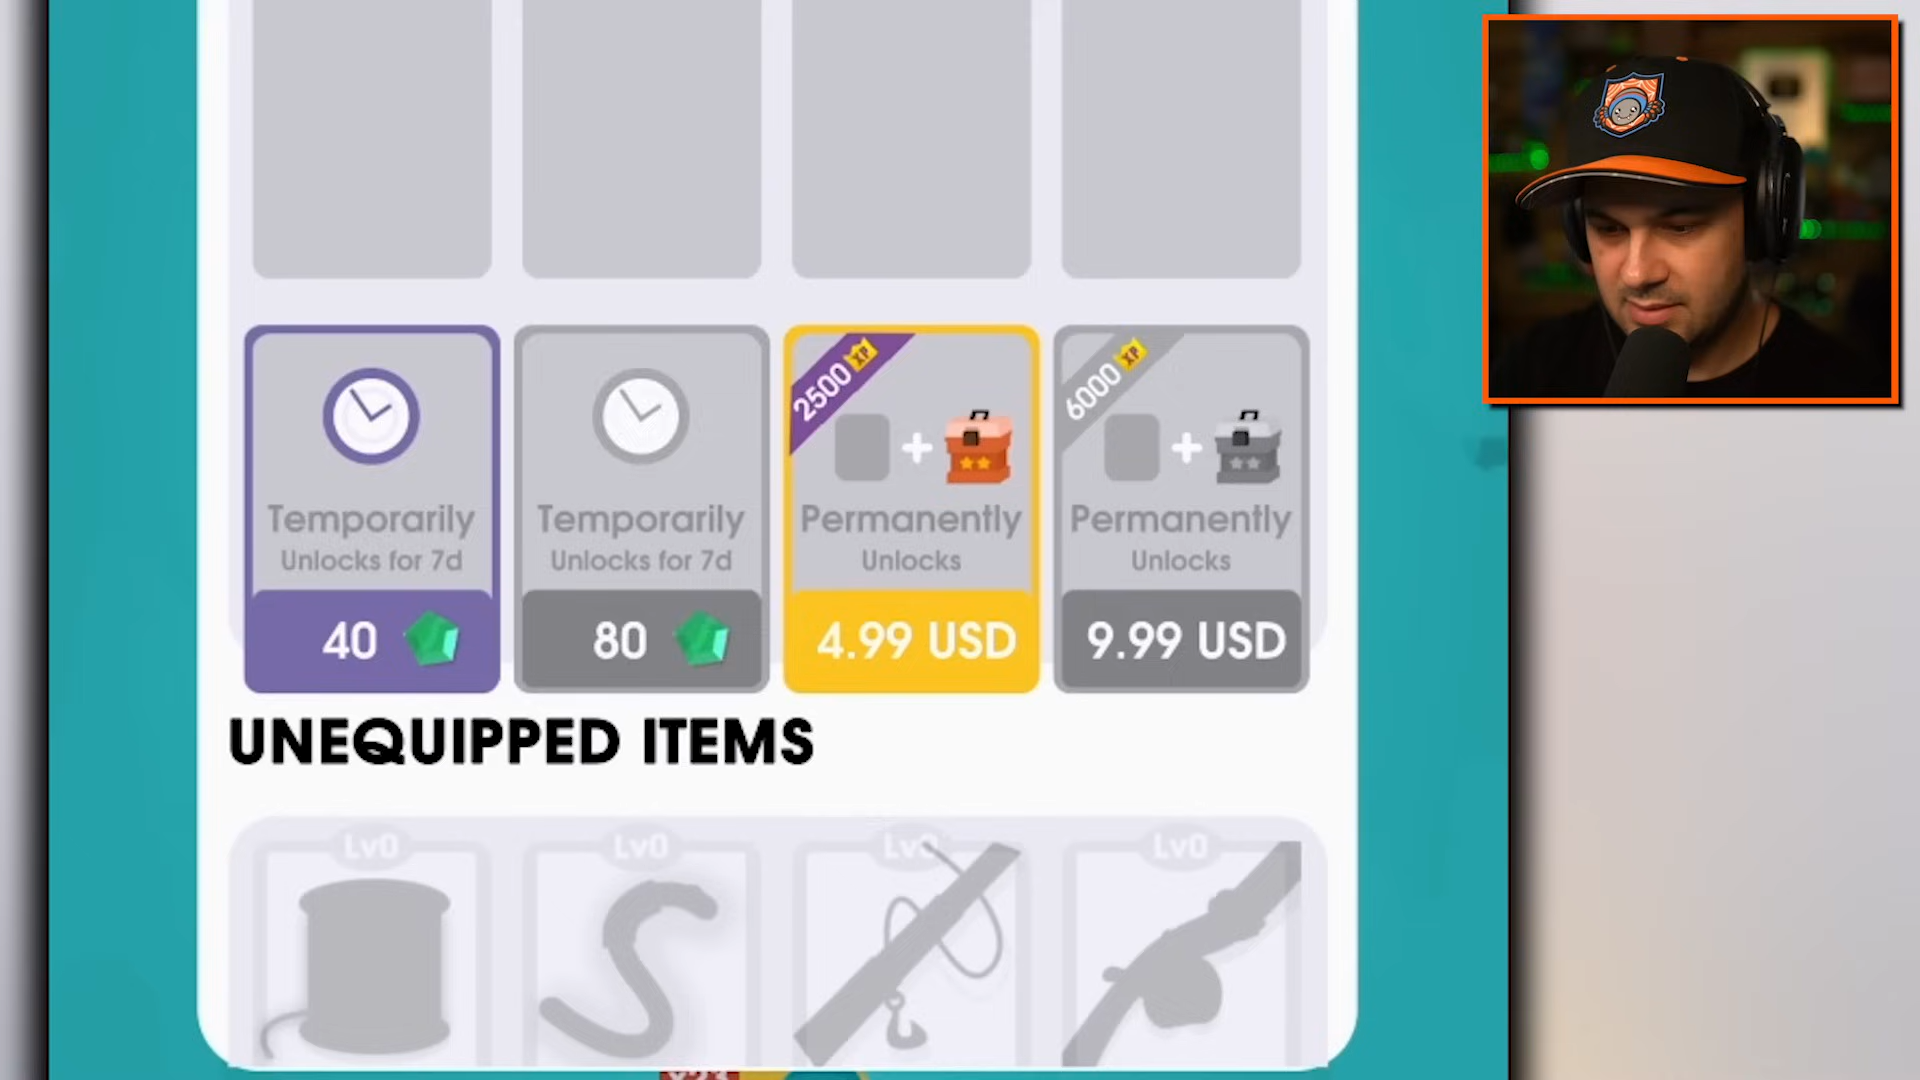 2500 XP
6000 XP
Temporarily
Unlocks for 7d
Temporarily
Unlocks for 7d
Permanently
Unlocks
Permanently
Unlocks
40
80
4.99 USD
9.99 USD
UNEQUIPPED ITEMS
Lv0
Lv0
Lv0
Lv0